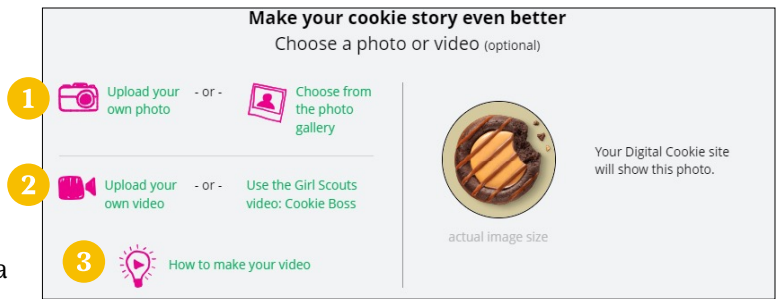 Make your cookie story even better
Choose a photo or video (optional)
1
Upload your own photo
- or -
Choose from the photo gallery
2
Upload your own video
- or -
Use the Girl Scouts video: Cookie Boss
3
How to make your video
Your Digital Cookie site
will show this photo.
actual image size
a